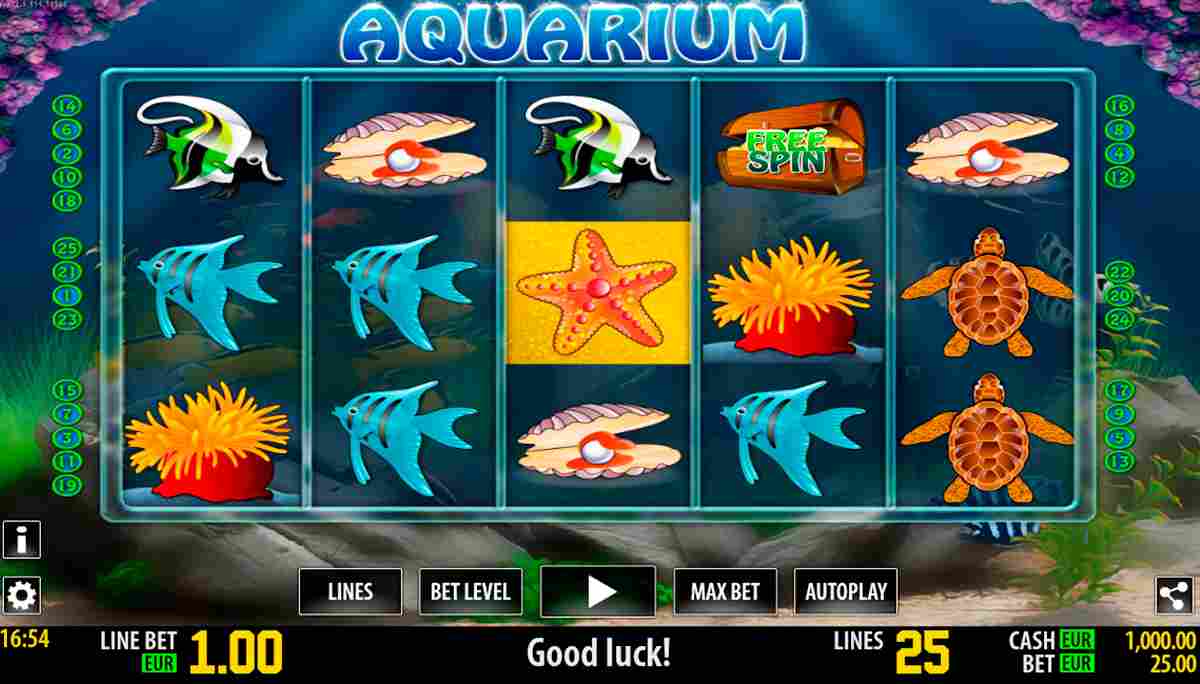 AQUARIUM
14
6
2
10
18
25
21
1
23
15
7
3
11
19
FREE
SPIN
16
8
4
12
22
20
24
17
9
5
13
LINES
BET LEVEL
MAX BET
AUTOPLAY
16:54
LINE BET
EUR
1.00
Good luck!
LINES
25
CASH EUR 1,000.00
BET EUR 25.00